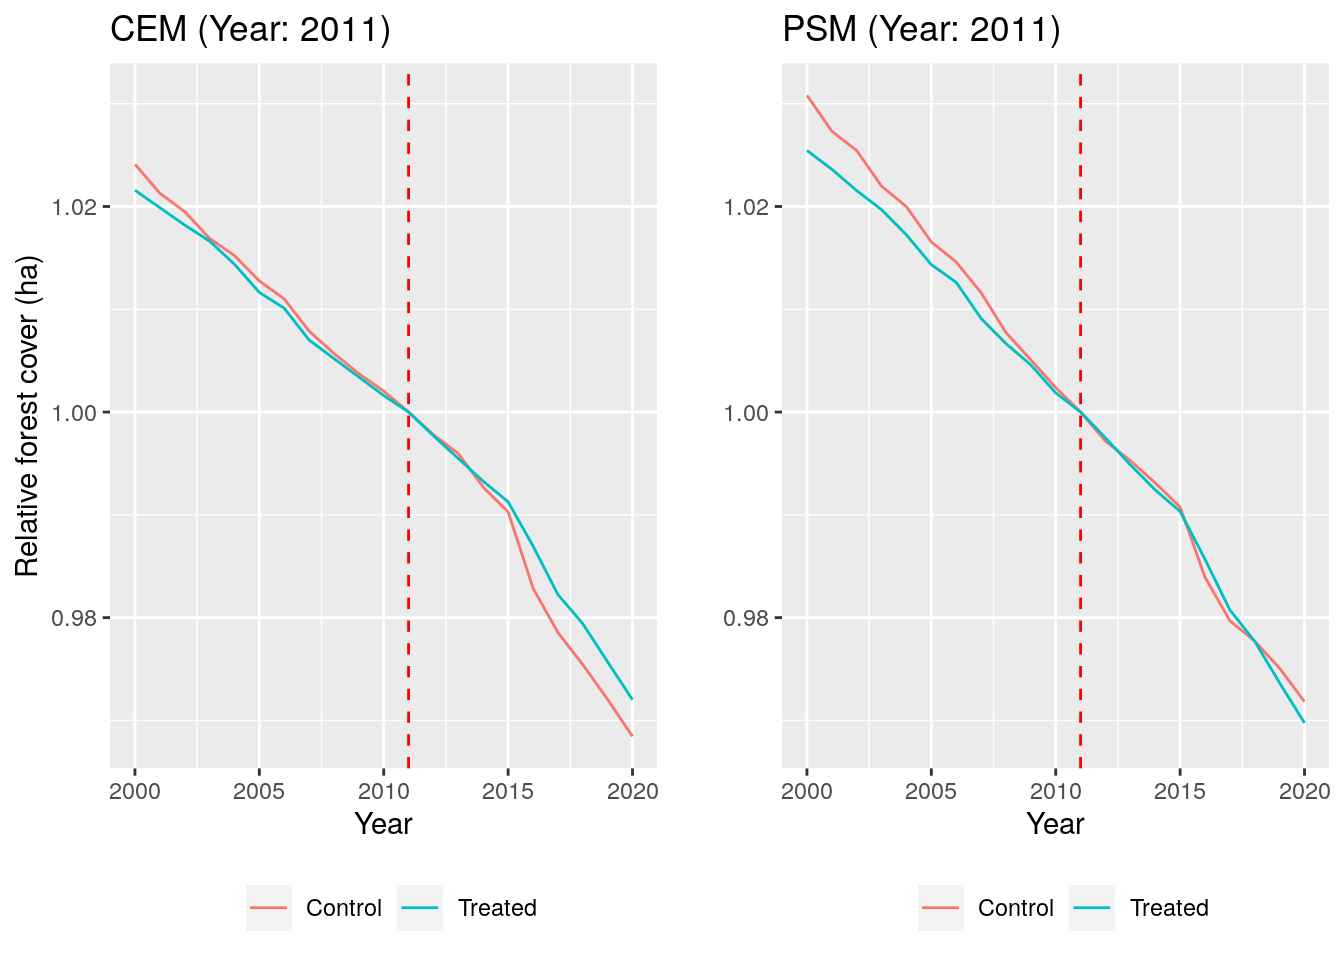 CEM (Year: 2011)
Relative forest cover (ha)
1.02
1.00
0.98
2000 2005 2010 2015 2020
Year
Control Treated
PSM (Year: 2011)
1.02
1.00
0.98
2000 2005 2010 2015 2020
Year
Control Treated